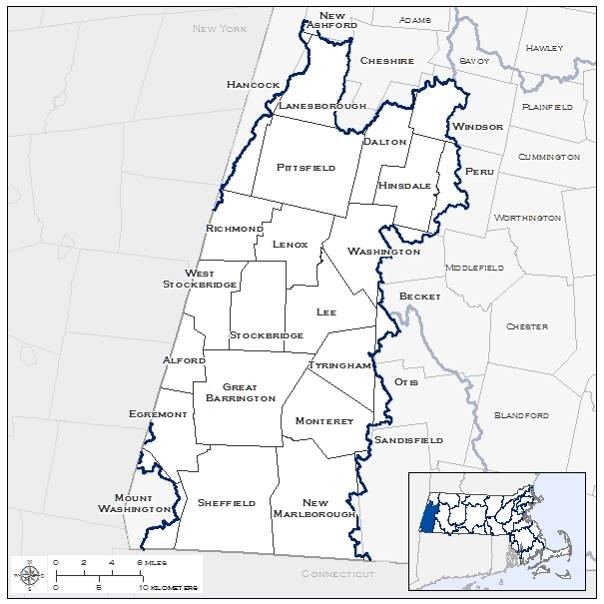 NEW YORK
NEW
ASHFORD
ADAMS
HAWLEY
SAVOY
CHESHIRE
HANCOCK
LANESBOROUGH
PLAINFIELD
WINDSOR
DALTON
CUMMINGTON
PITTSFIELD
PERU
HINSDALE
WORTHINGTON
RICHMOND
LENOX
WASHINGTON
MIDDLEFIELD
WEST
STOCKBRIDGE
BECKET
LEE
CHESTER
STOCKBRIDGE
ALFORD
TYRINGHAM
OTIS
GREAT
BARRINGTON
EGREMONT
BLANDFORD
MONTEREY
SANDISFIELD
MOUNT
WASHINGTON
SHEFFIELD
NEW
MARLBOROUGH
CONNECTICUT
N
0 2 4 6 MILES
0 5 10 KILOMETERS